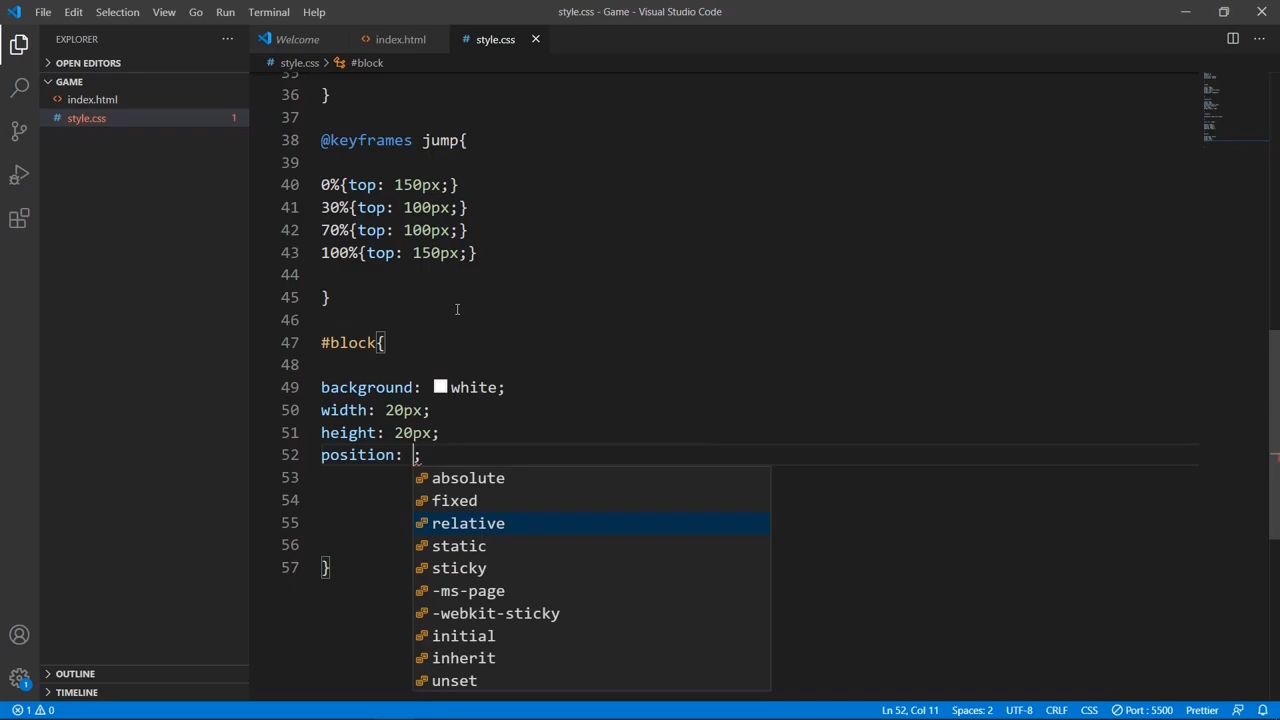 File Edit Selection View Go Run Terminal Help style.css - Game - Visual Studio Code
EXPLORER ··· Welcome <> index.html # style.css
OPEN EDITORS
style.css > #block
GAME
<> index.html
# style.css 1
35
36 }
37
38 @keyframes jump{
39
40 0%{top: 150px;}
41 30%{top: 100px;}
42 70%{top: 100px;}
43 100%{top: 150px;}
44
45 }
46
47 #block{
48
49 background: white;
50 width: 20px;
51 height: 20px;
52 position: ;
53
54
55
56
57 }
absolute
fixed
relative
static
sticky
-ms-page
-webkit-sticky
initial
inherit
unset
OUTLINE
TIMELINE
1
1 0 Ln 52, Col 11 Spaces: 2 UTF-8 CRLF CSS Port : 5500 Prettier